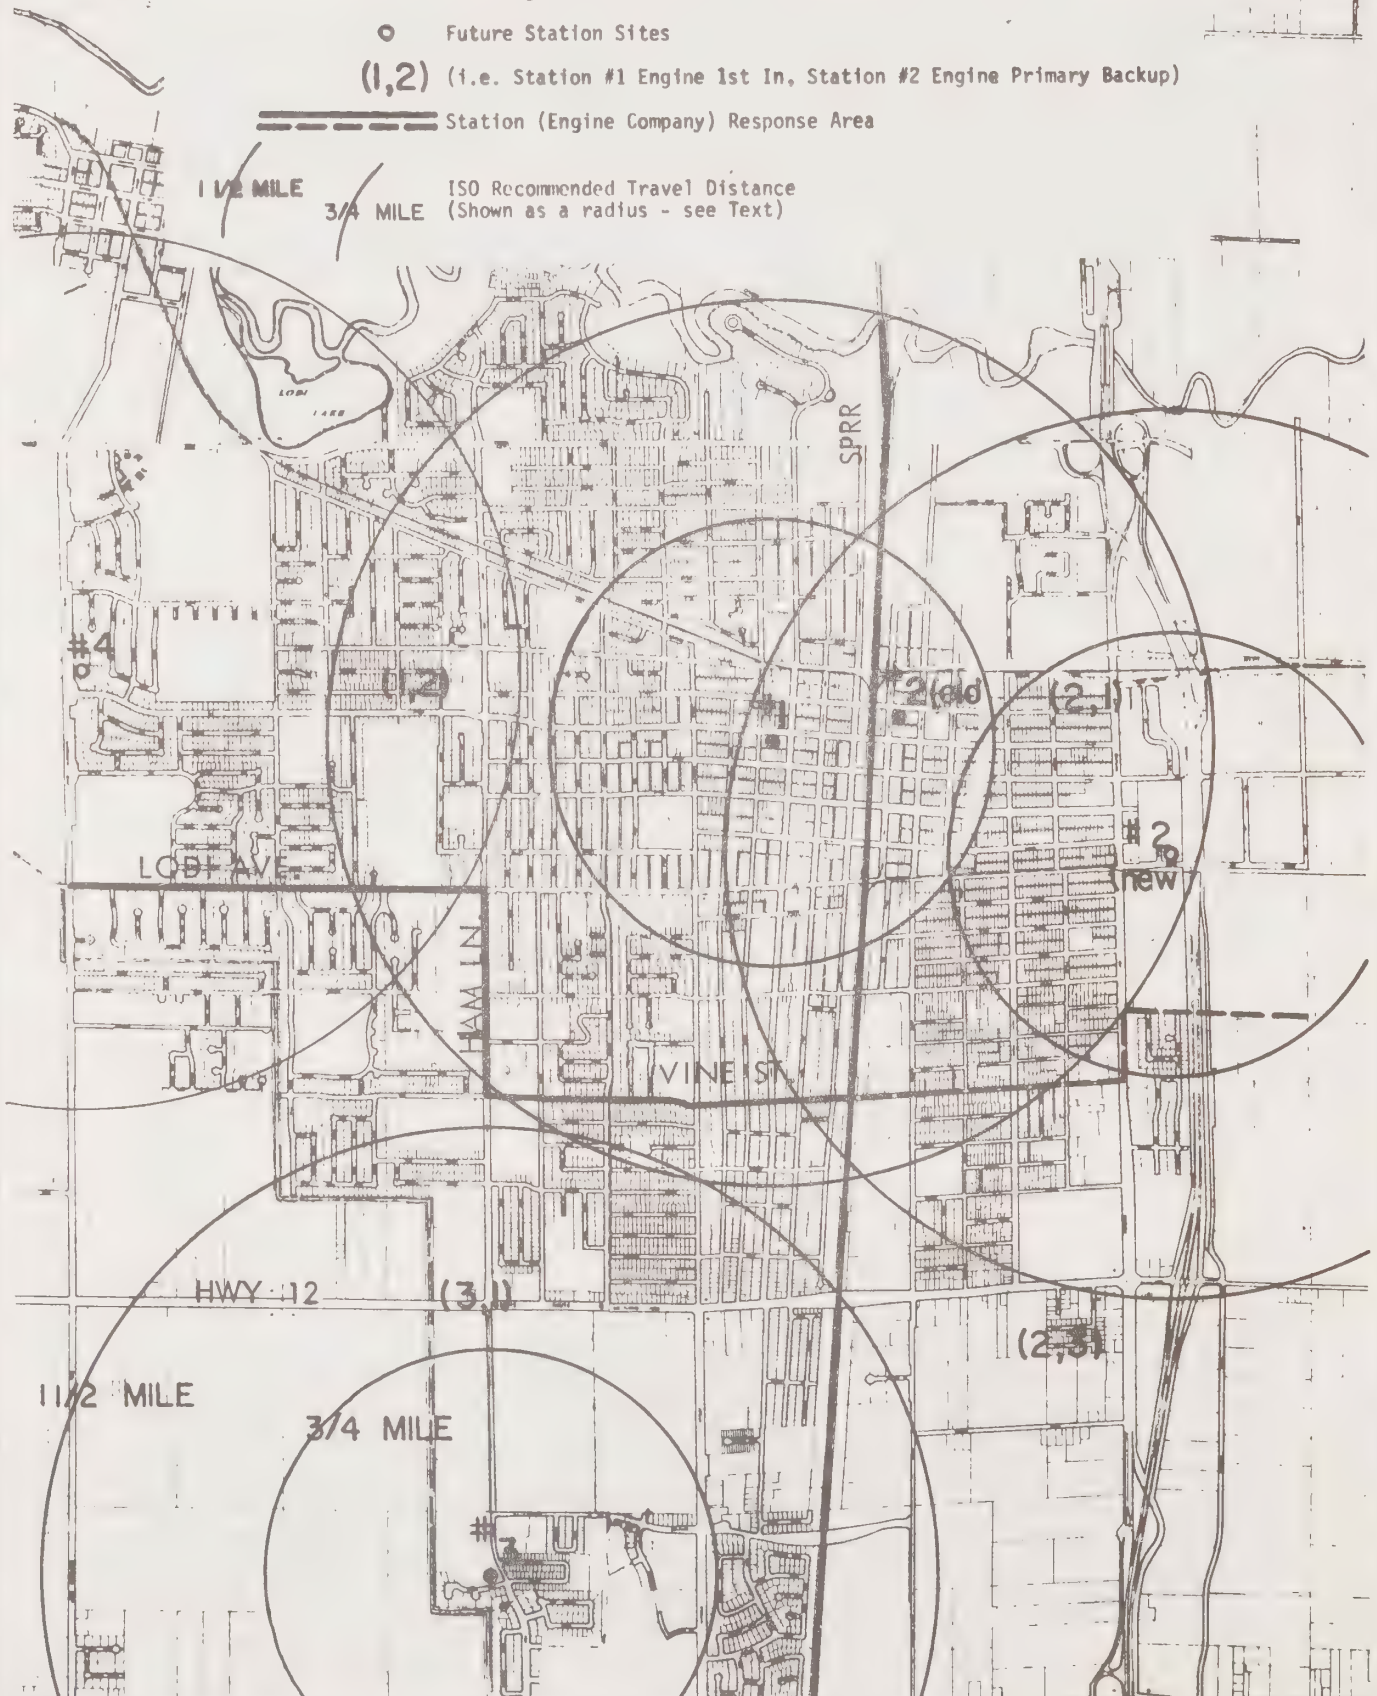 Future Station Sites
(1,2) (i.e. Station #1 Engine 1st In, Station #2 Engine Primary Backup)
Station (Engine Company) Response Area
1 1/2 MILE
3/4 MILE
ISO Recommended Travel Distance
(Shown as a radius - see Text)
LODI
LAKE
SPRR
#4
(1,2)
#1
2(old
(2,1)
#2
(new
LODI AVE.
HAM LN
VINE ST
HWY 12
(3,1)
(2,3)
1 1/2 MILE
3/4 MILE
#3